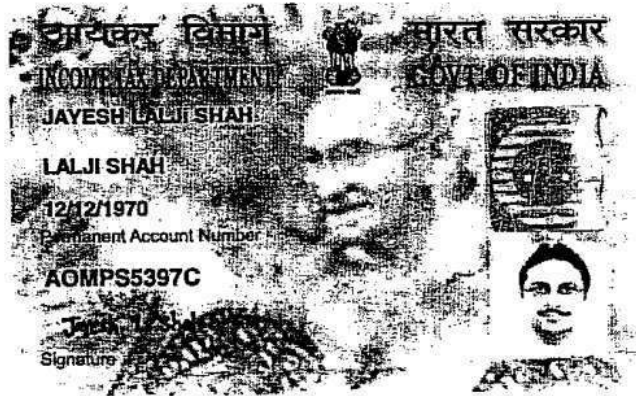 आयकर विभाग
भारत सरकार
INCOME TAX DEPARTMENT
GOVT. OF INDIA
JAYESH LALJI SHAH
LALJI SHAH
12/12/1970
Permanent Account Number
AOMPS5397C
Signature